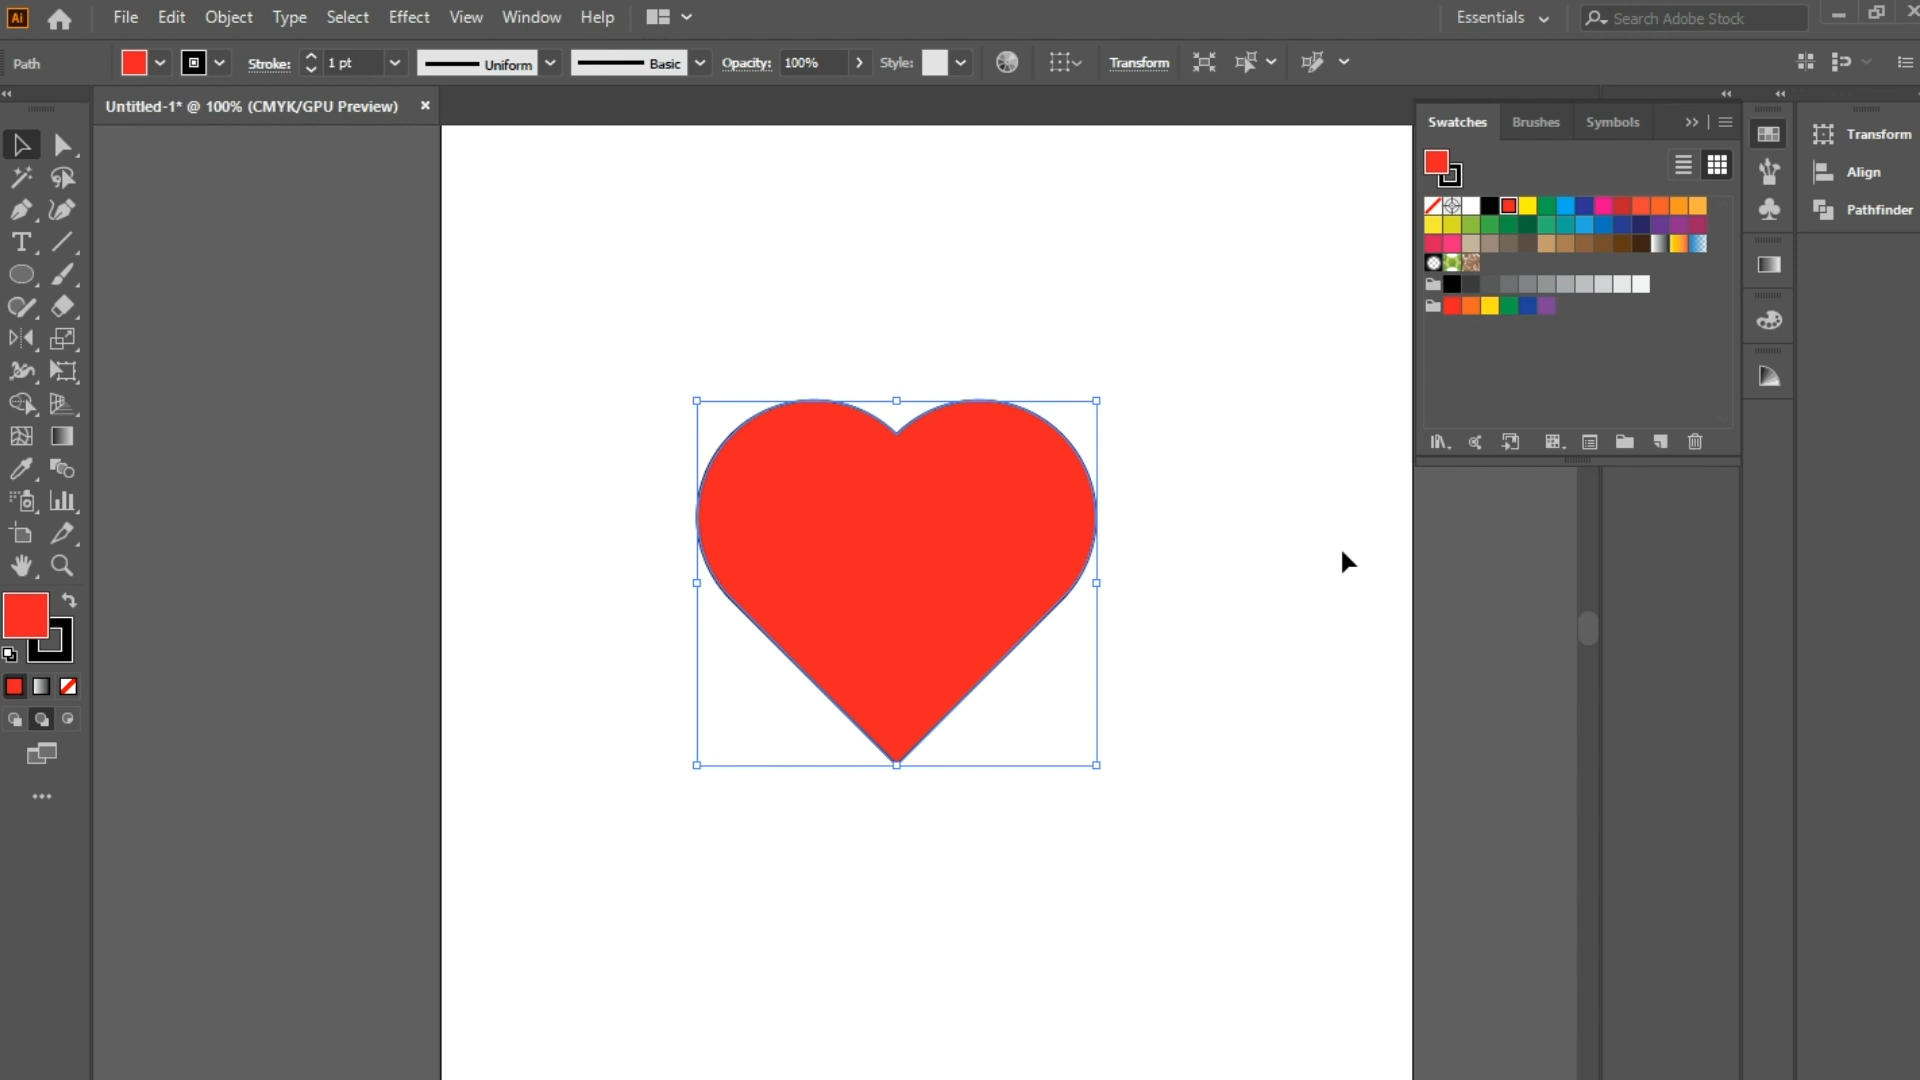 Ai File Edit Object Type Select Effect View Window Help Essentials Search Adobe Stock
Path Stroke: 1 pt Uniform Basic Opacity: 100% Style: Transform
Untitled-1* @ 100% (CMYK/GPU Preview)
Swatches Brushes Symbols
Transform
Align
Pathfinder